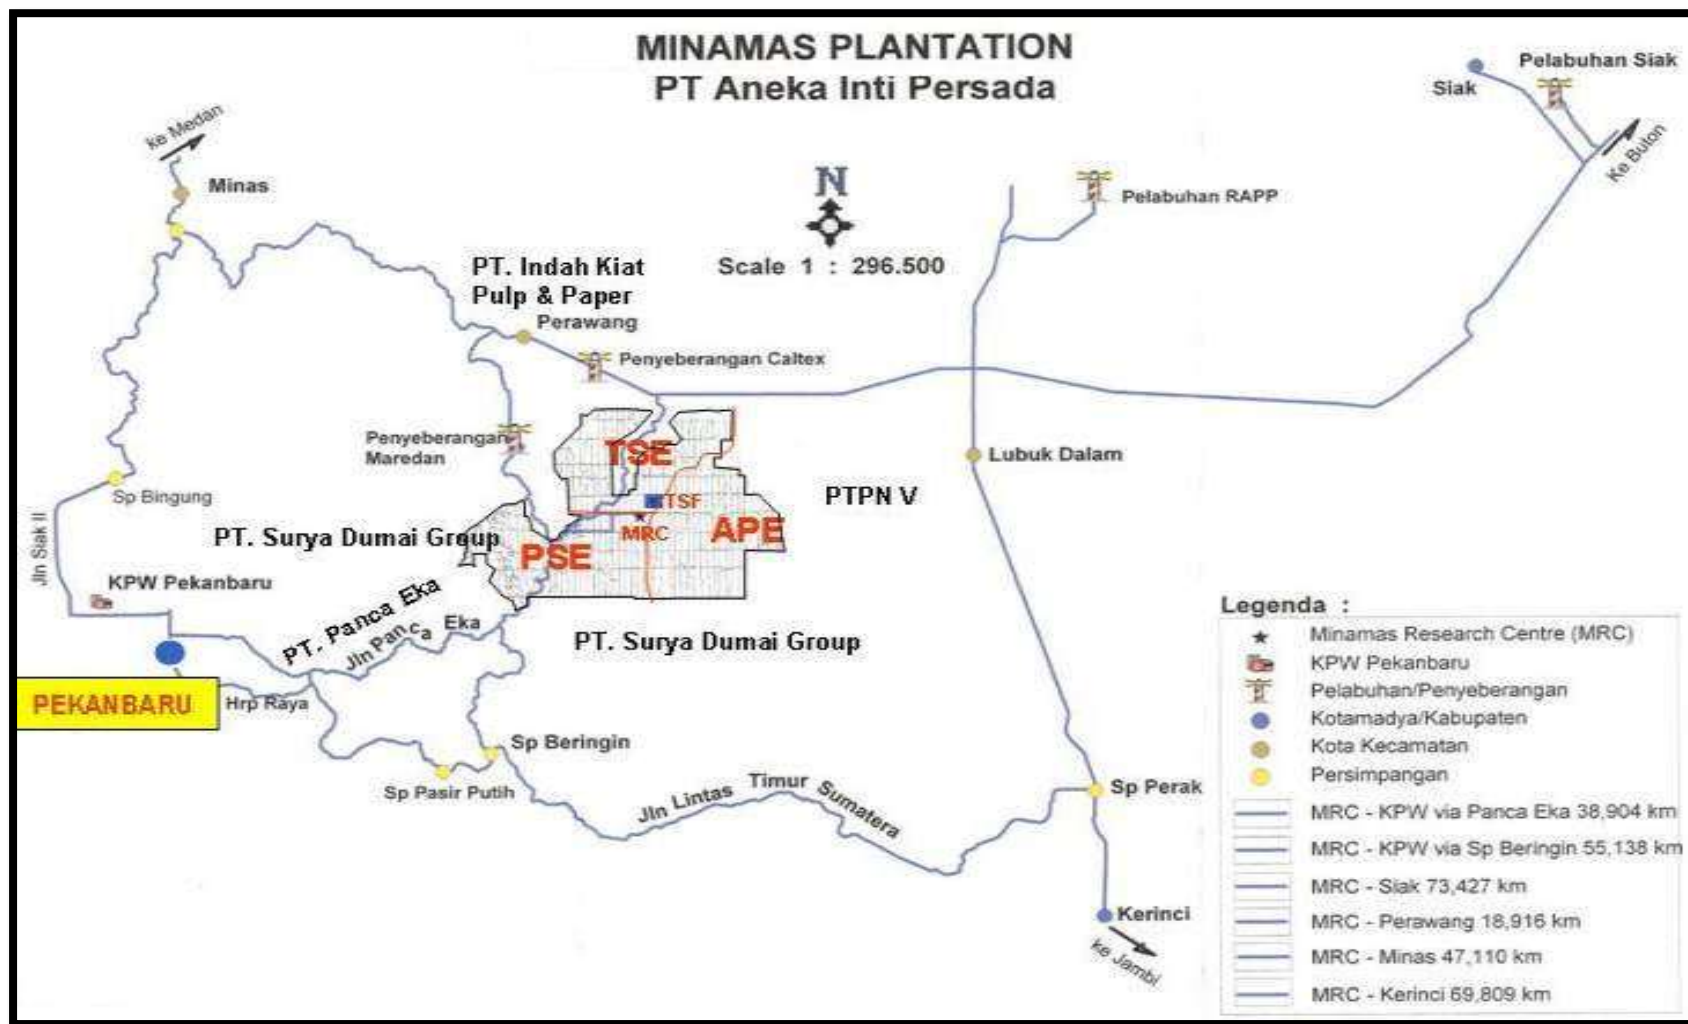 MINAMAS PLANTATION
PT Aneka Inti Persada
Pelabuhan Siak
Siak
Ke Buton
ke Medan
Minas
N
Pelabuhan RAPP
Scale 1 : 296.500
PT. Indah Kiat
Pulp & Paper
Perawang
Penyeberangan Caltex
Penyeberangan
Maredan
TSE
Lubuk Dalam
Sp Bingung
TSF
PTPN V
PT. Surya Dumai Group
MRC
APE
PSE
Jln Siak II
KPW Pekanbaru
PT. Panca Eka
Jln Panca Eka
PT. Surya Dumai Group
PEKANBARU
Hrp Raya
Sp Beringin
Sp Pasir Putih
Jln Lintas Timur Sumatera
Sp Perak
Kerinci
ke Jambi
Legenda :
Minamas Research Centre (MRC)
KPW Pekanbaru
Pelabuhan/Penyeberangan
Kotamadya/Kabupaten
Kota Kecamatan
Persimpangan
MRC - KPW via Panca Eka 38,904 km
MRC - KPW via Sp Beringin 55,138 km
MRC - Siak 73,427 km
MRC - Perawang 18,916 km
MRC - Minas 47,110 km
MRC - Kerinci 69,809 km